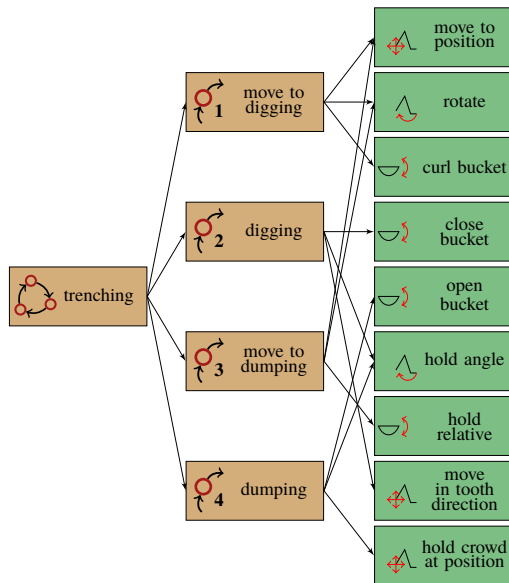 trenching
1
move to
digging
2
digging
3
move to
dumping
4
dumping
move to
position
rotate
curl bucket
close
bucket
open
bucket
hold angle
hold
relative
move
in tooth
direction
hold crowd
at position